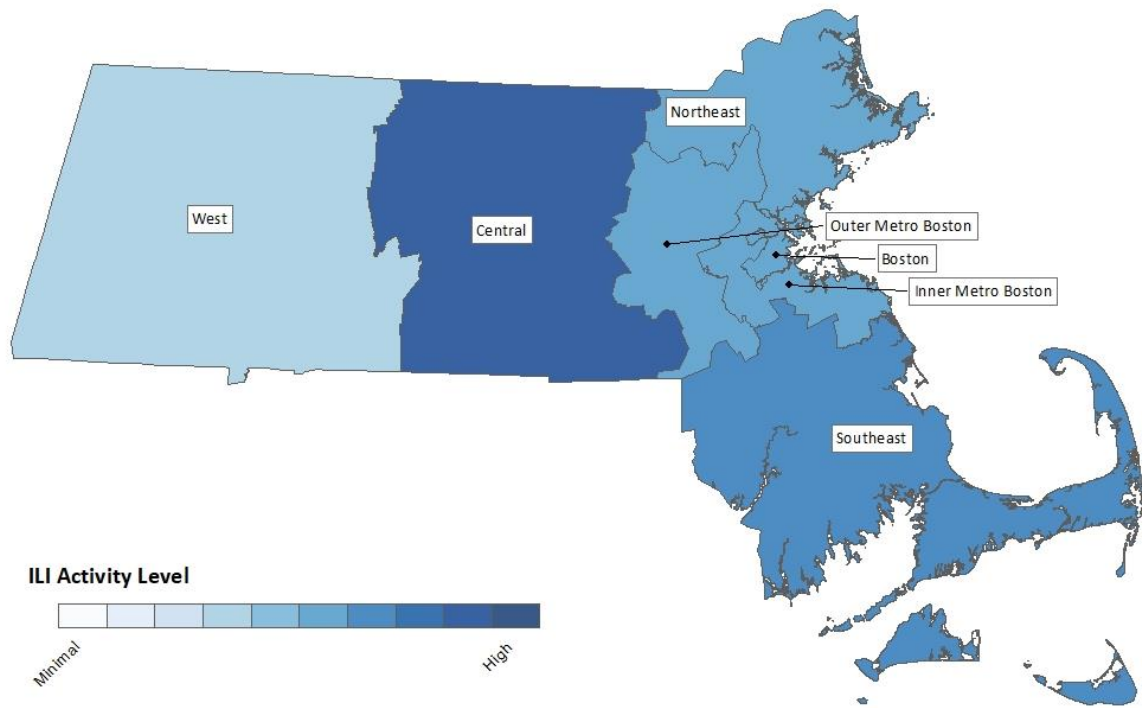 Northeast
West
Central
Outer Metro Boston
Boston
Inner Metro Boston
Southeast
ILI Activity Level
Minimal
High